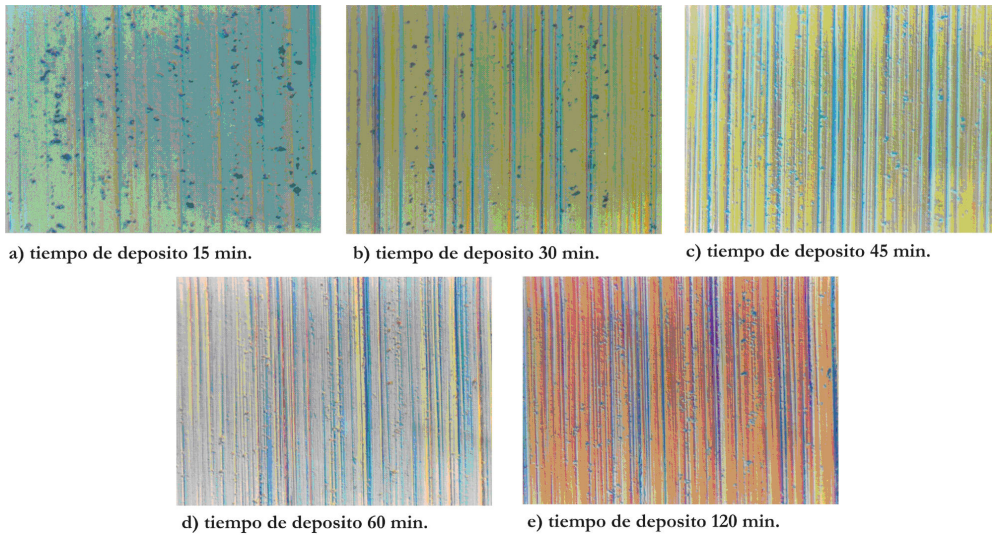 a) tiempo de deposito 15 min.
b) tiempo de deposito 30 min.
c) tiempo de deposito 45 min.
d) tiempo de deposito 60 min.
e) tiempo de deposito 120 min.